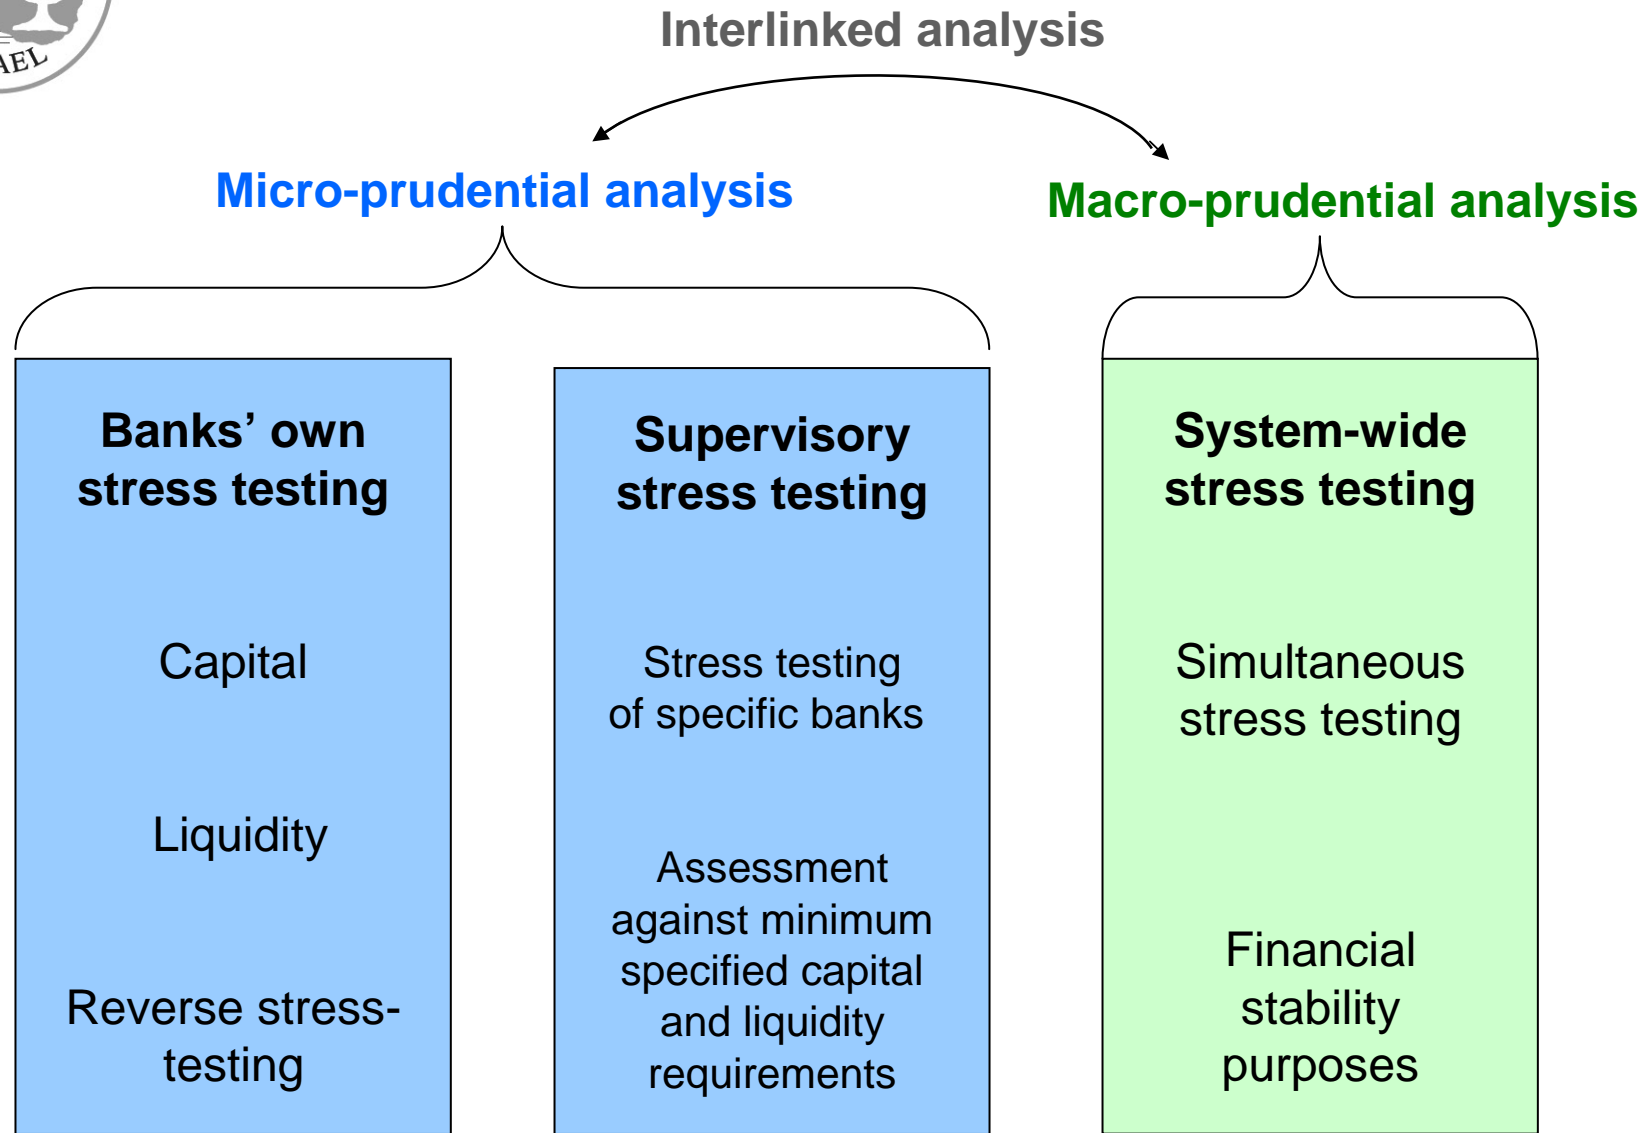 Interlinked analysis
Micro-prudential analysis
Macro-prudential analysis
Banks’ own
stress testing
Capital
Liquidity
Reverse stress-
testing
Supervisory
stress testing
Stress testing
of specific banks
Assessment
against minimum
specified capital
and liquidity
requirements
System-wide
stress testing
Simultaneous
stress testing
Financial
stability
purposes